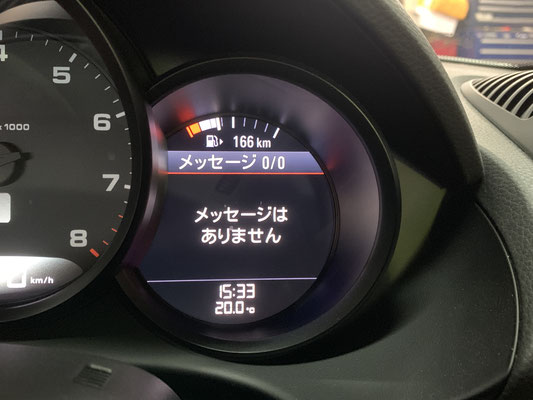 4
5
6
x1000
7
8
km/h
166 km
メッセージ 0/0
メッセージは
ありません
15:33
20.0 °C